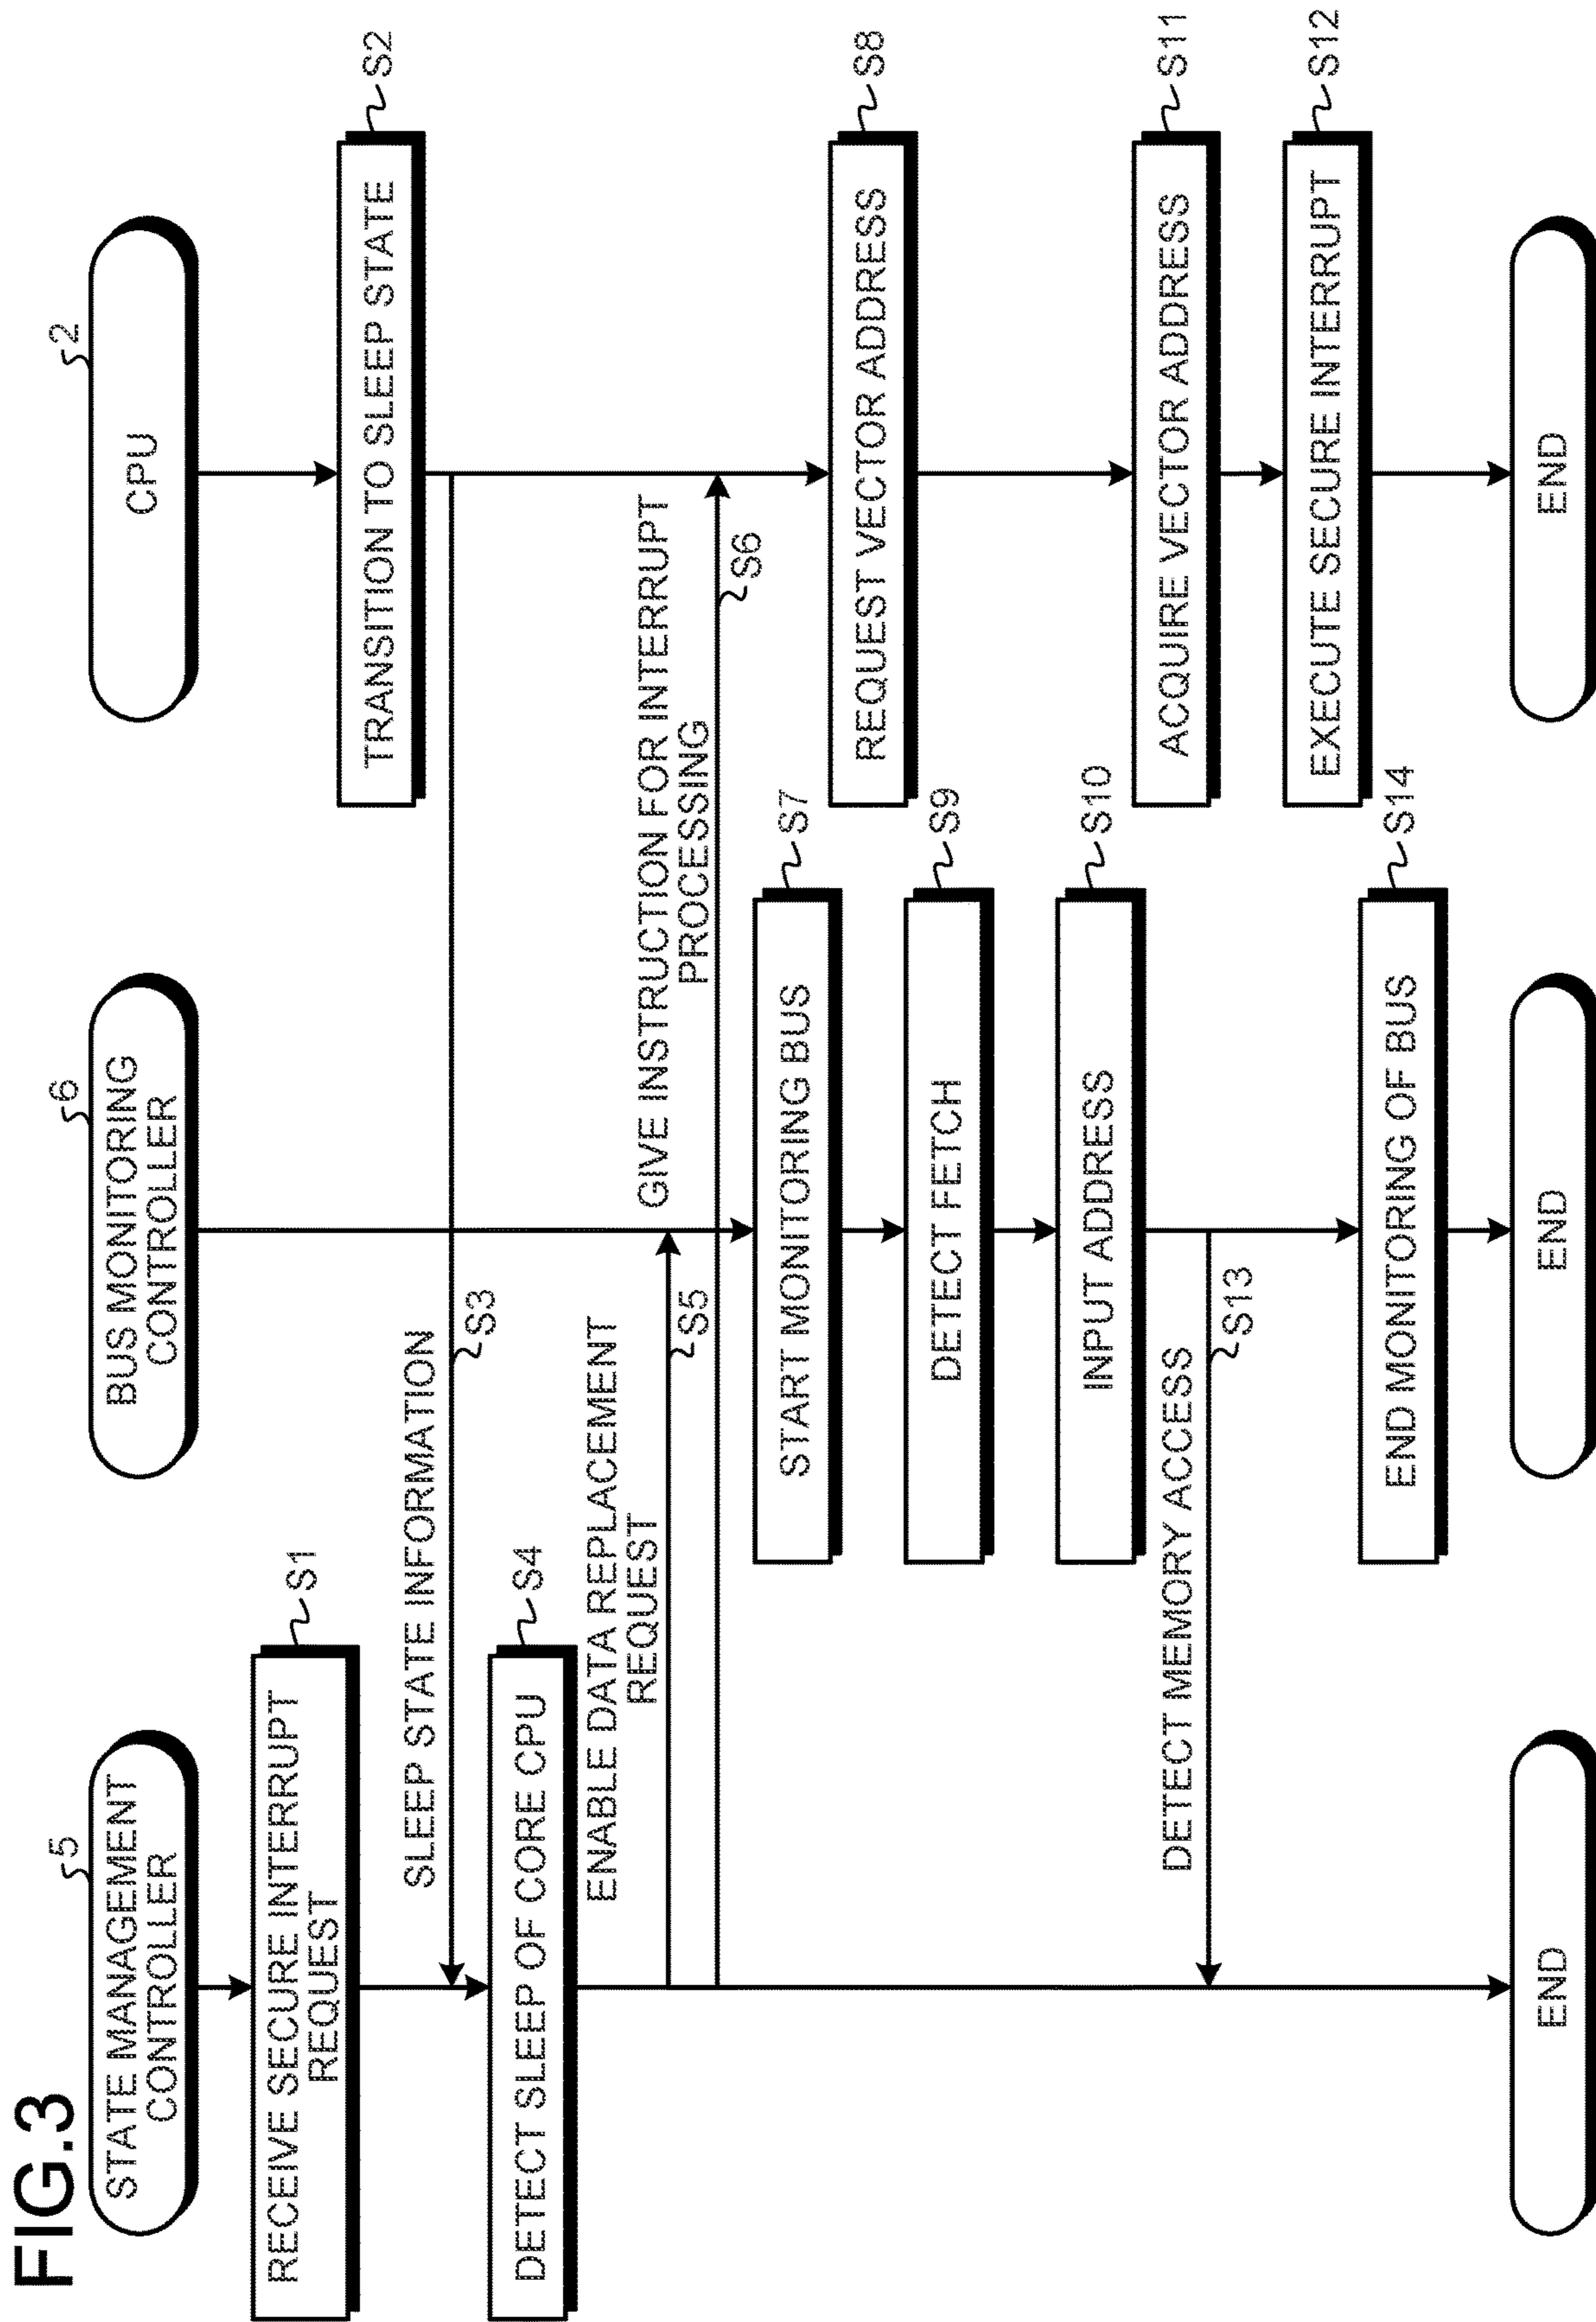 FIG.3
5
STATE MANAGEMENT
CONTROLLER
6
BUS MONITORING
CONTROLLER
2
CPU
RECEIVE SECURE INTERRUPT
REQUEST
S1
TRANSITION TO SLEEP STATE
S2
SLEEP STATE INFORMATION
S3
DETECT SLEEP OF CORE CPU
S4
ENABLE DATA REPLACEMENT
REQUEST
S5
GIVE INSTRUCTION FOR INTERRUPT
PROCESSING
S6
START MONITORING BUS
S7
REQUEST VECTOR ADDRESS
S8
DETECT FETCH
S9
INPUT ADDRESS
S10
ACQUIRE VECTOR ADDRESS
S11
EXECUTE SECURE INTERRUPT
S12
DETECT MEMORY ACCESS
S13
END MONITORING OF BUS
S14
END
END
END